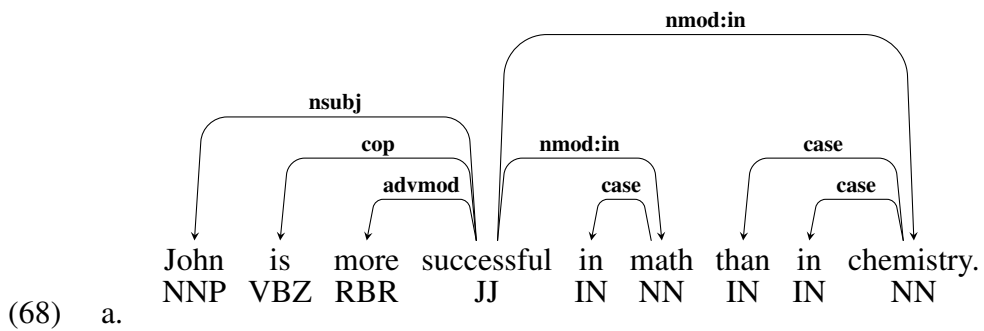 nmod:in
nsubj
cop nmod:in case
advmod case case
John is more successful in math than in chemistry.
NNP VBZ RBR JJ IN NN IN IN NN
(68) a.